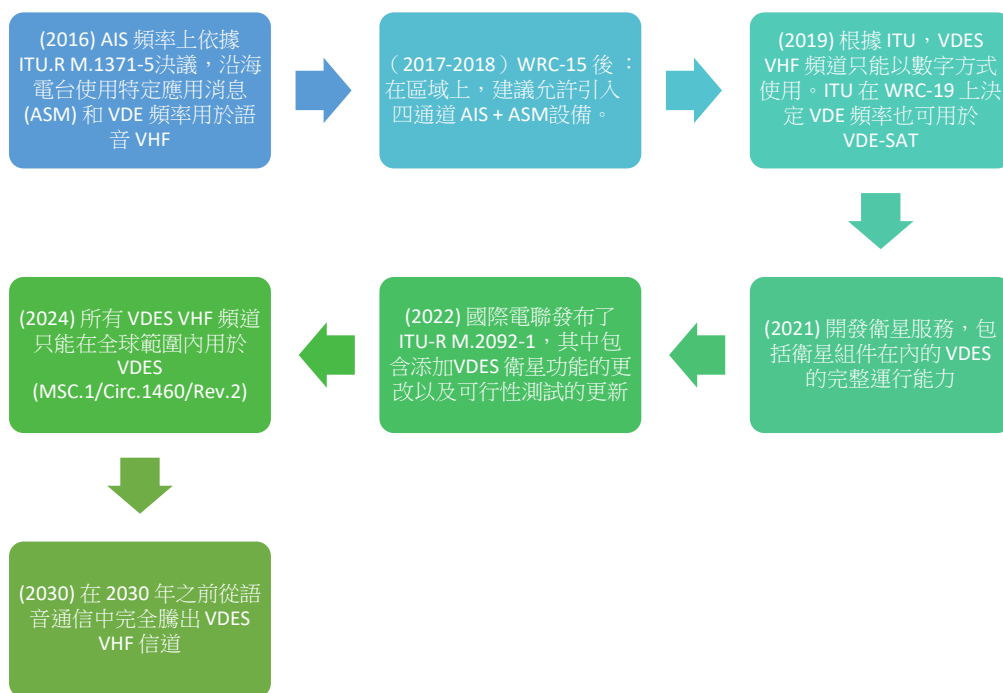 (2016) AIS 頻率上依據
ITU.R M.1371-5決議，沿海
電台使用特定應用消息
(ASM) 和 VDE 頻率用於語
音 VHF
（2017-2018）WRC-15 後：
在區域上，建議允許引入
四通道 AIS + ASM設備。
(2019) 根據 ITU，VDES
VHF 頻道只能以數字方式
使用。ITU 在 WRC-19 上決
定 VDE 頻率也可用於
VDE-SAT
(2021) 開發衛星服務，包
括衛星組件在內的 VDES
的完整運行能力
(2022) 國際電聯發布了
ITU-R M.2092-1，其中包
含添加VDES 衛星功能的更
改以及可行性測試的更新
(2024) 所有 VDES VHF 頻道
只能在全球範圍內用於
VDES
(MSC.1/Circ.1460/Rev.2)
(2030) 在 2030 年之前從語
音通信中完全騰出 VDES
VHF 信道